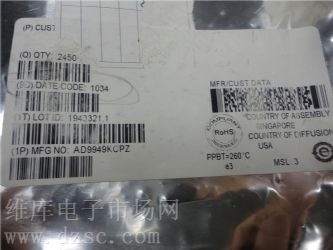 (P) CUST
(Q) QTY: 2450
(9D) DATE CODE: 1034
(1T) LOT ID: 1943321.1
(1P) MFG NO: AD9949KCPZ
MFR/CUST DATA
COMPLIANT
RoHS
COUNTRY OF ASSEMBLY
SINGAPORE
COUNTRY OF DIFFUSION
USA
PPBT=260°C
e3
MSL 3
维库电子市场网
www.dzsc.com